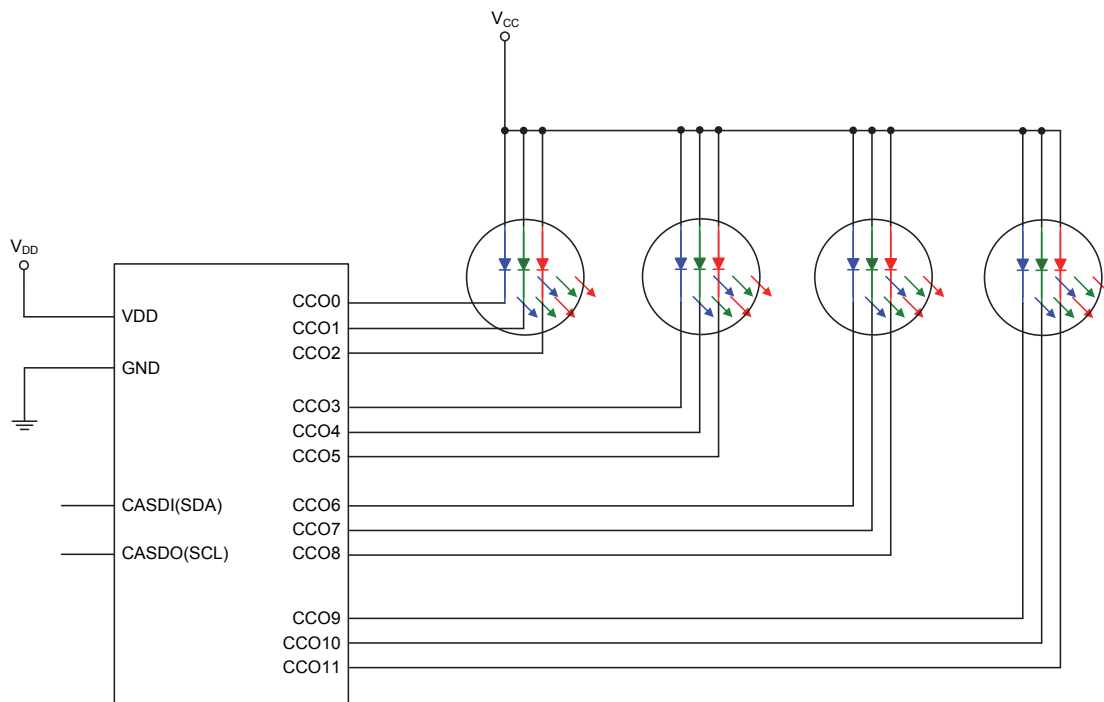 VCC
VDD
VDD
GND
CASDI(SDA)
CASDO(SCL)
CCO0
CCO1
CCO2
CCO3
CCO4
CCO5
CCO6
CCO7
CCO8
CCO9
CCO10
CCO11